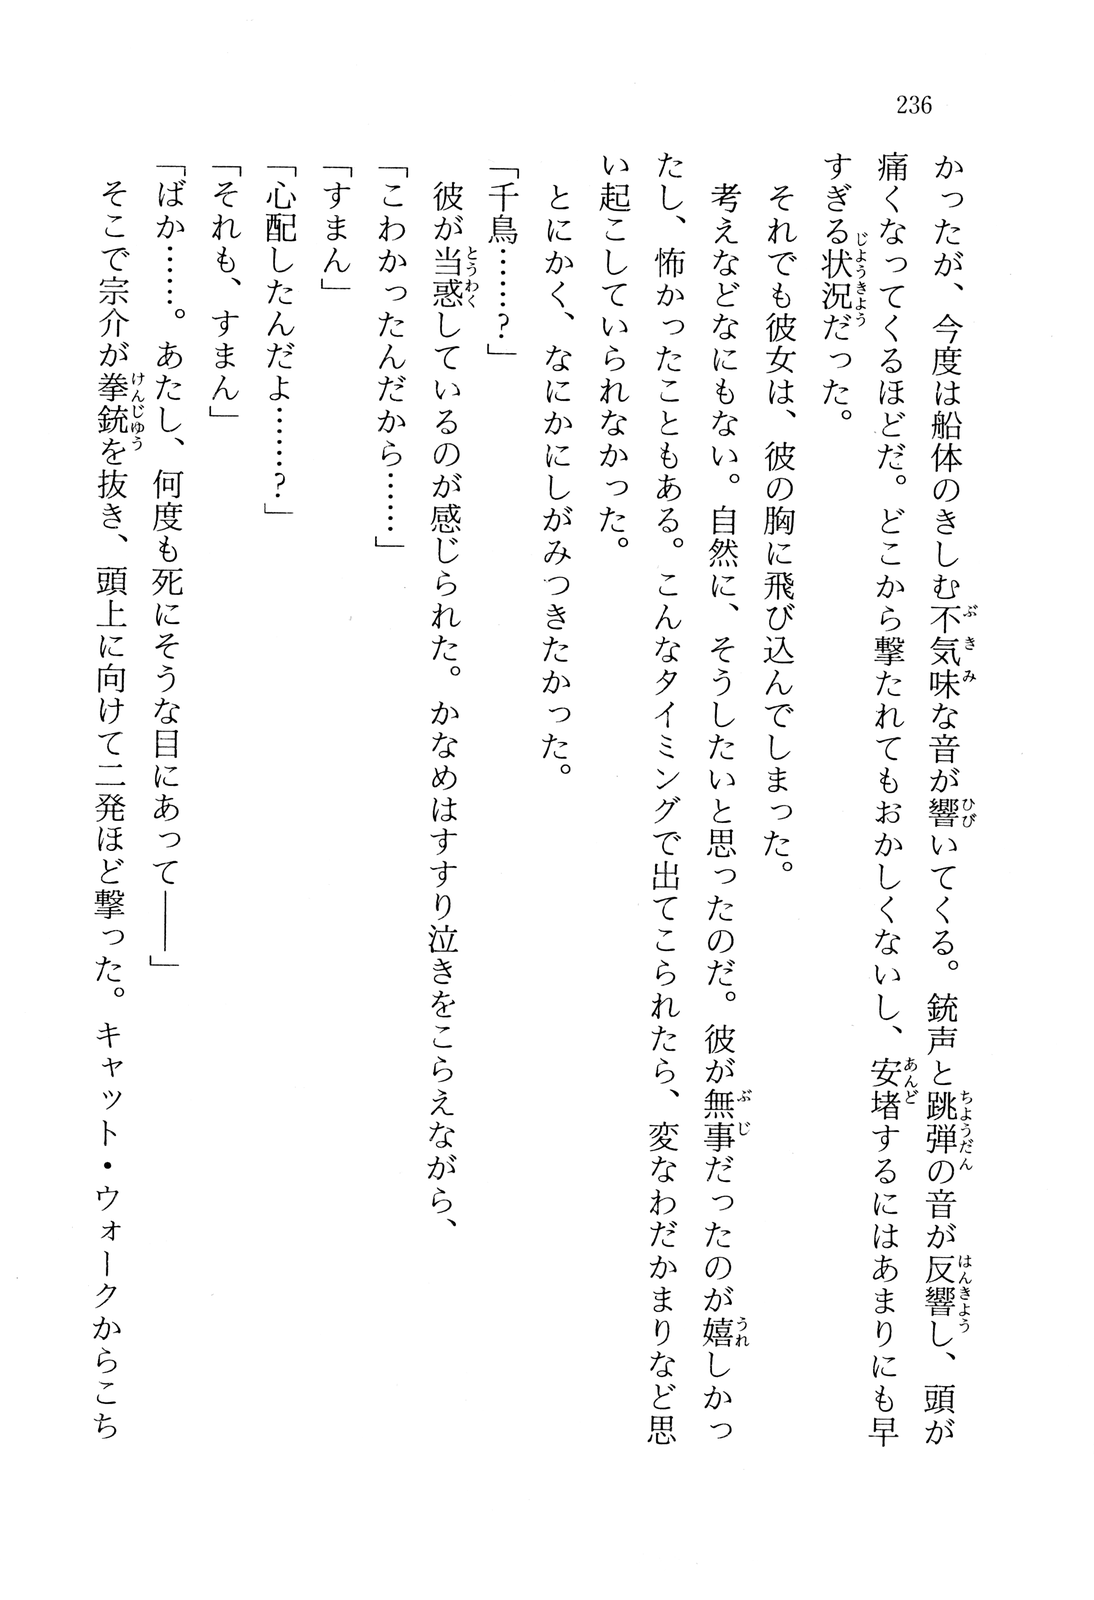 236
かったが、今度は船体のきしむ不気味な音が響いてくる。銃声と跳弾の音が反響し、頭が
痛くなってくるほどだ。どこから撃たれてもおかしくないし、安堵するにはあまりにも早
すぎる状況だった。
それでも彼女は、彼の胸に飛び込んでしまった。
考えなどなにもない。自然に、そうしたいと思ったのだ。彼が無事だったのが嬉しかっ
たし、怖かったこともある。こんなタイミングで出てこられたら、変なわだかまりなど思
い起こしていられなかった。
とにかく、なにかにしがみつきたかった。
「千鳥……?」
彼が当惑しているのが感じられた。かなめはすすり泣きをこらえながら、
「こわかったんだから……」
「すまん」
「心配したんだよ……?」
「それも、すまん」
「ばか……。あたし、何度も死にそうな目にあって――」
そこで宗介が拳銃を抜き、頭上に向けて二発ほど撃った。キャット・ウォークからこち